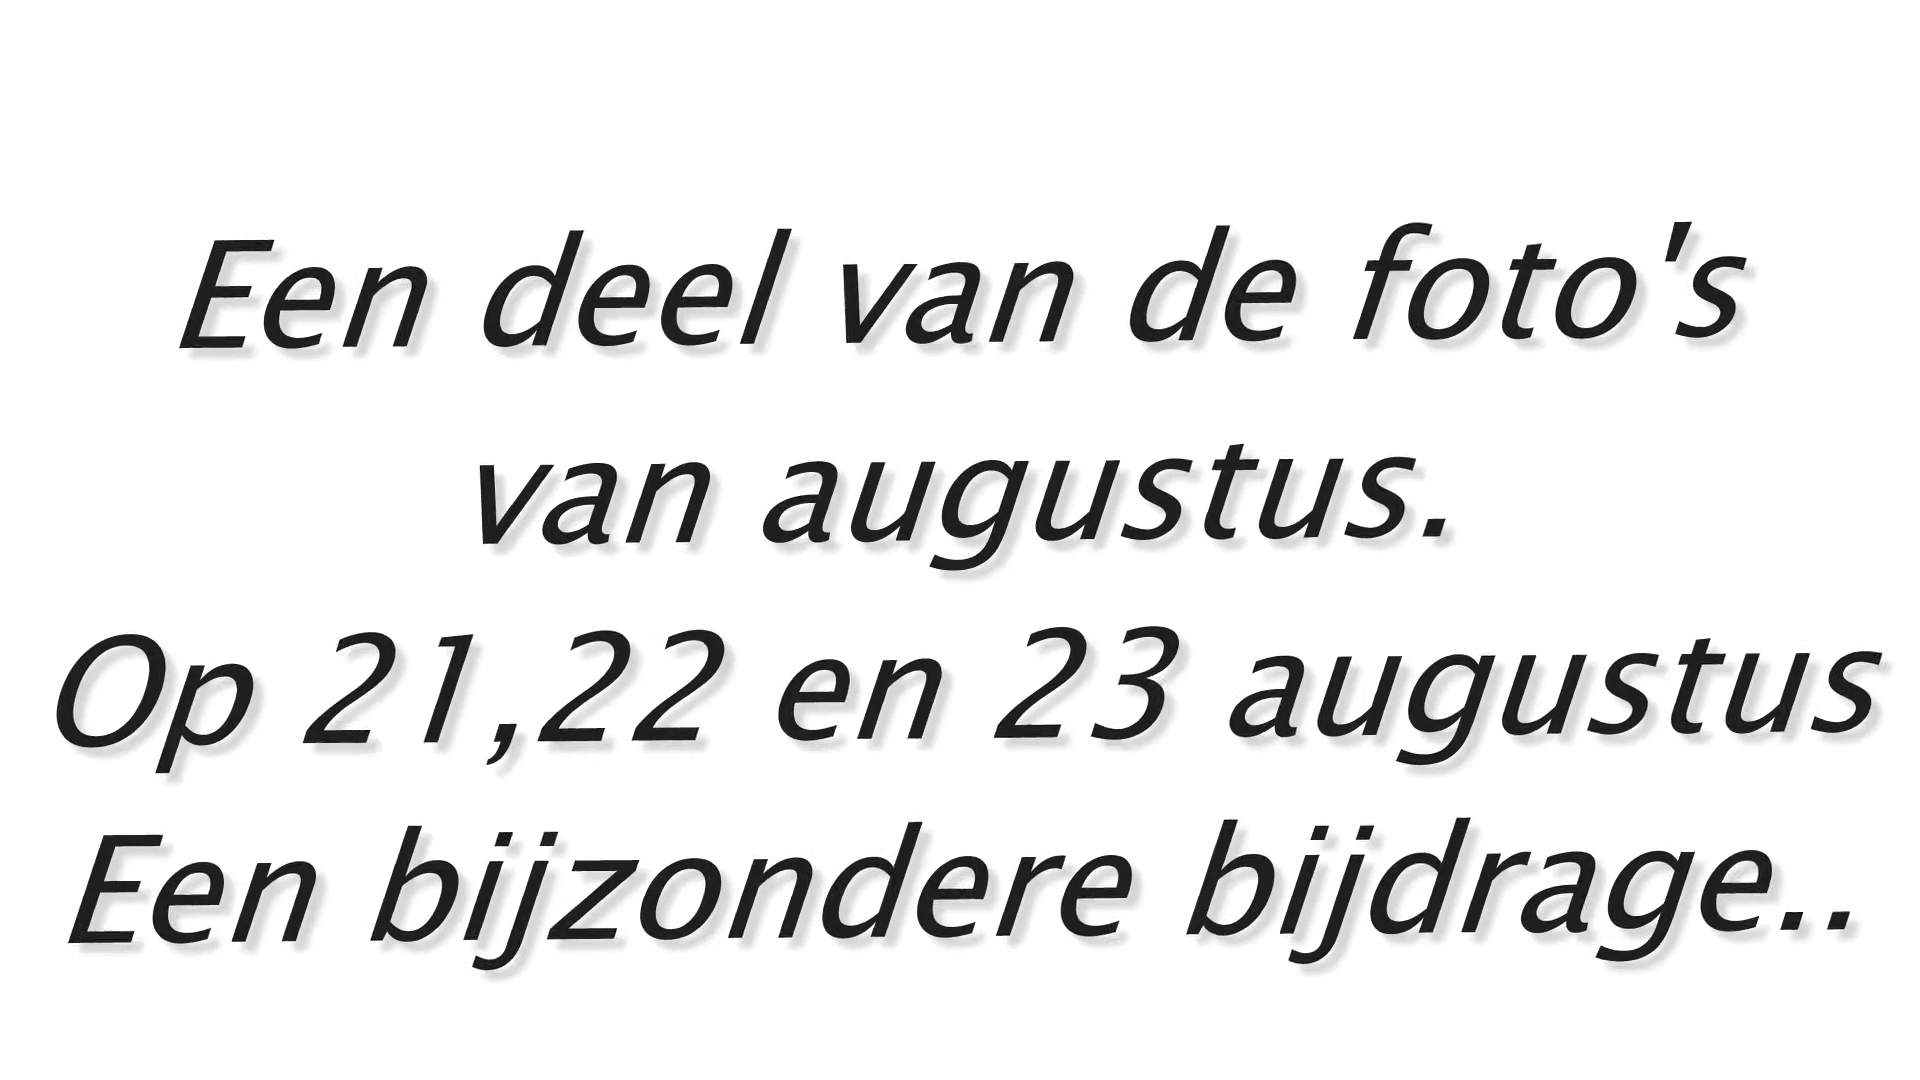 Een deel van de foto's
van augustus.
Op 21,22 en 23 augustus
Een bijzondere bijdrage..